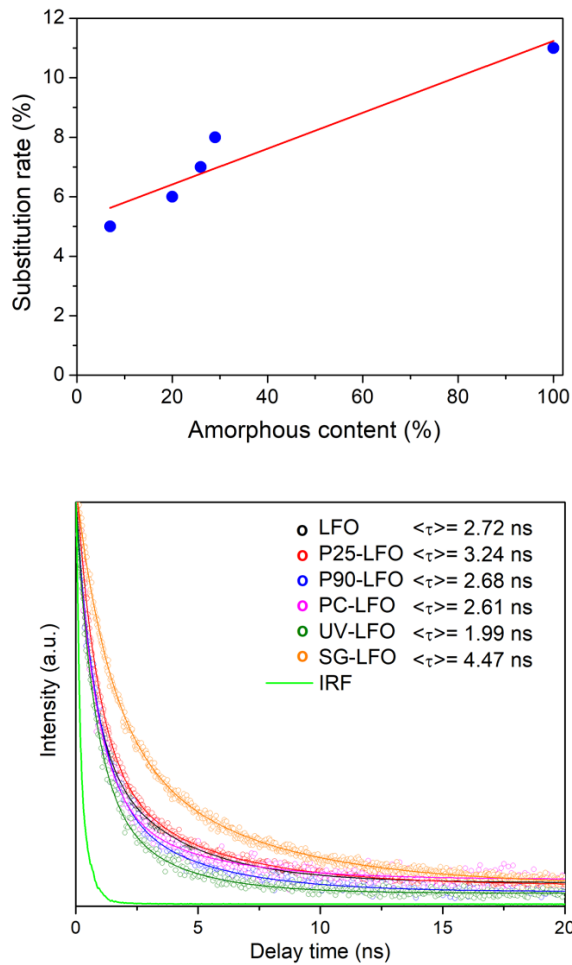 12
10
8
6
4
2
0
0 20 40 60 80 100
Substitution rate (%)
Amorphous content (%)
LFO <τ>= 2.72 ns
P25-LFO <τ>= 3.24 ns
P90-LFO <τ>= 2.68 ns
PC-LFO <τ>= 2.61 ns
UV-LFO <τ>= 1.99 ns
SG-LFO <τ>= 4.47 ns
IRF
Intensity (a.u.)
0 5 10 15 20
Delay time (ns)